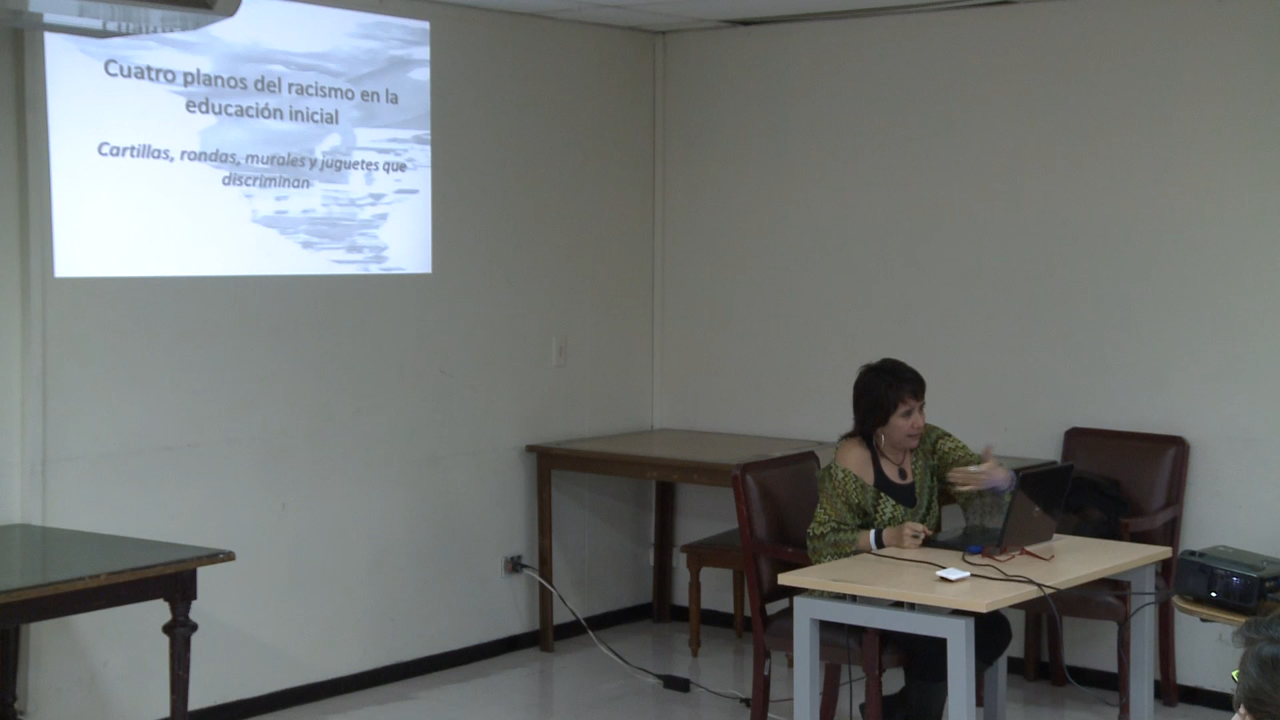 Cuatro planos del racismo en la
educación inicial
Cartillas, rondas, murales y juguetes que
discriminan